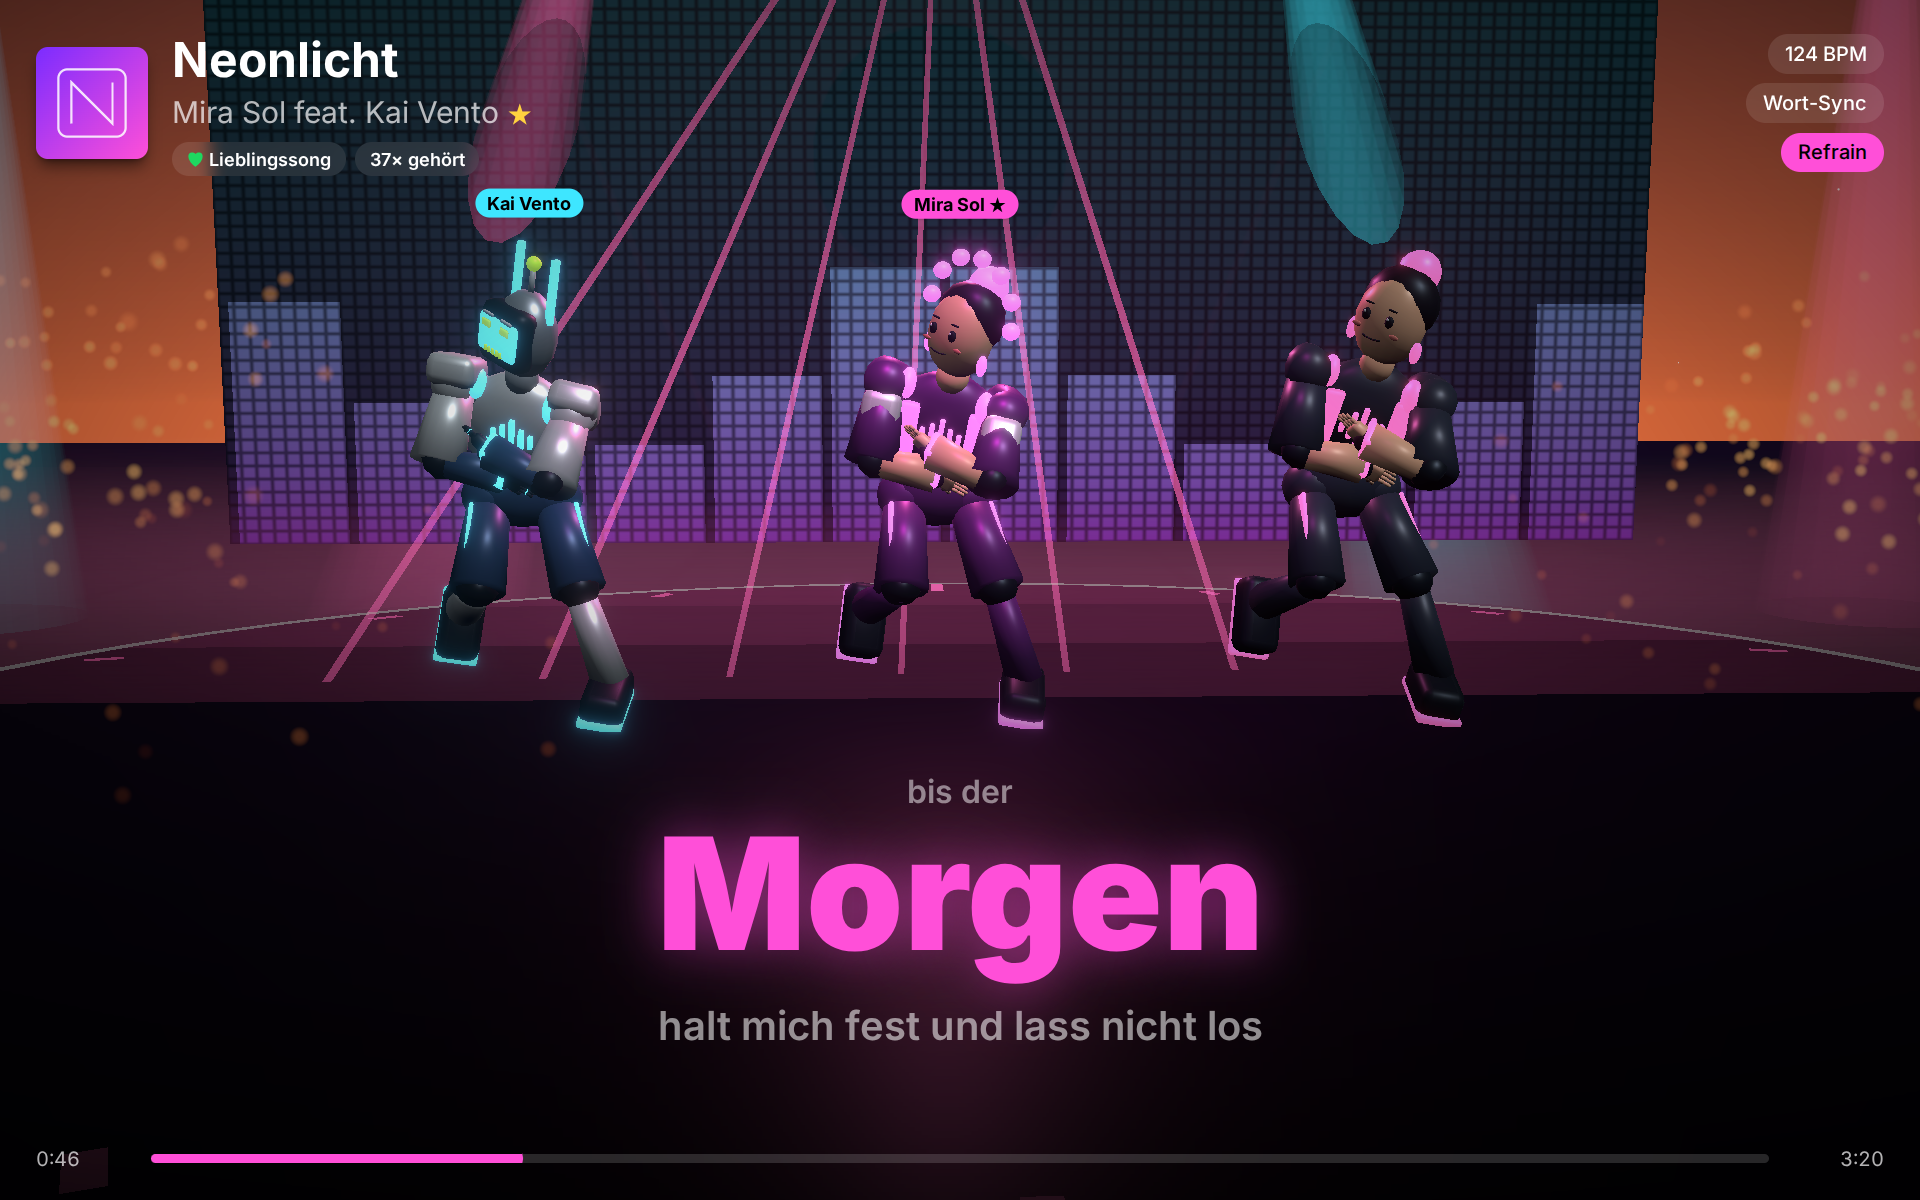 N
Neonlicht
Mira Sol feat. Kai Vento ★
Lieblingssong
37× gehört
124 BPM
Wort-Sync
Refrain
Kai Vento
Mira Sol ★
bis der
Morgen
halt mich fest und lass nicht los
0:46
3:20